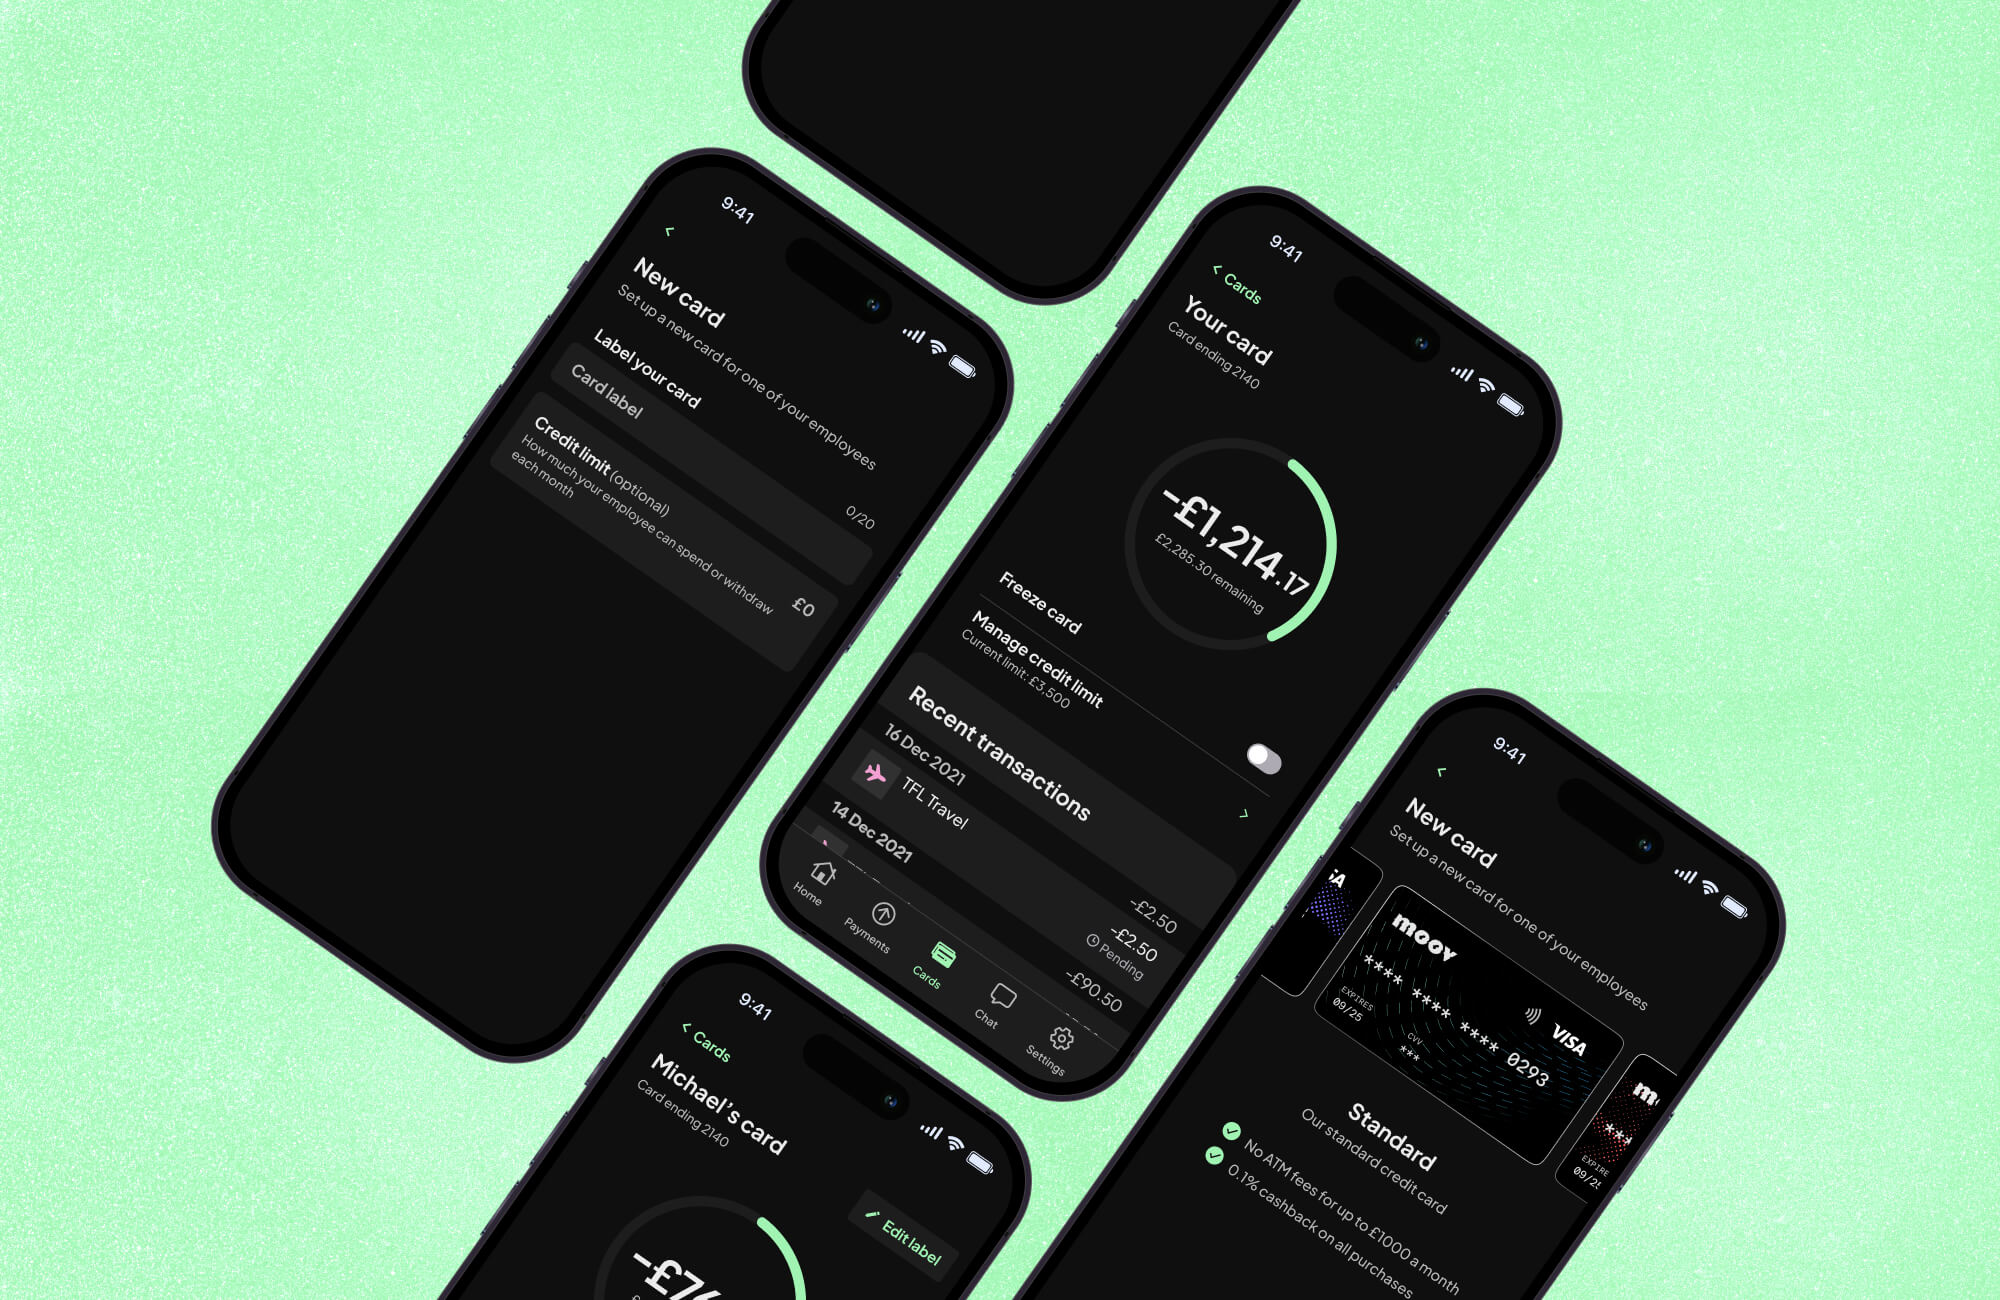 9:41
New card
Set up a new card for one of your employees
Label your card
0/20
Card label
Credit limit (optional)
How much your employee can spend or withdraw
each month
£0
9:41
Cards
Your card
Card ending 2140
-£1,214.17
£2,285.30 remaining
Freeze card
Manage credit limit
Current limit: £3,500
Recent transactions
16 Dec 2021
-£2.50
TFL Travel
-£2.50
Pending
14 Dec 2021
-£90.50
Home
Payments
Cards
Chat
Settings
9:41
Cards
Michael's card
Card ending 2140
Edit label
9:41
New card
Set up a new card for one of your employees
moov
**** **** **** 0293
EXPIRES
09/25
CVV
***
VISA
Standard
Our standard credit card
No ATM fees for up to £1000 a month
0.1% cashback on all purchases